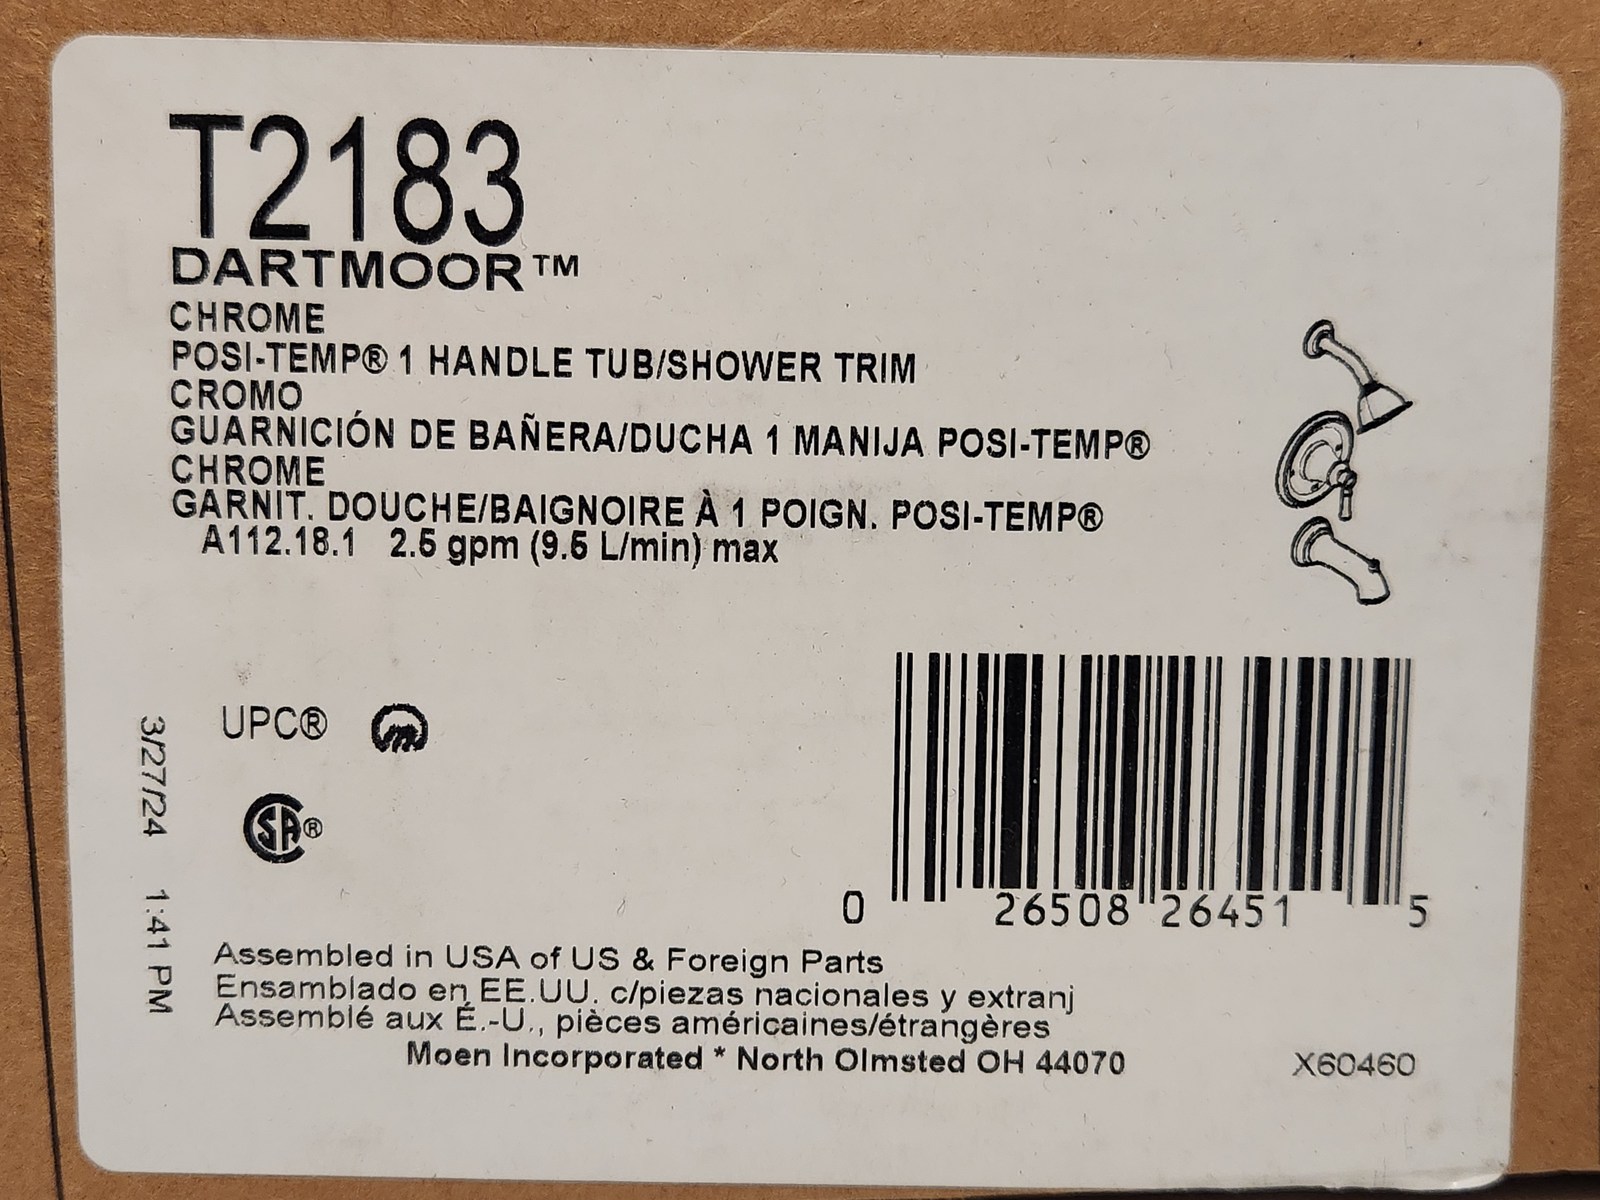 T2183
DARTMOOR™
CHROME
POSI-TEMP® 1 HANDLE TUB/SHOWER TRIM
CROMO
GUARNICIÓN DE BAÑERA/DUCHA 1 MANIJA POSI-TEMP®
CHROME
GARNIT. DOUCHE/BAIGNOIRE À 1 POIGN. POSI-TEMP®
A112.18.1 2.5 gpm (9.5 L/min) max
UPC®
CSA®
3/27/24 1:41 PM
0 26508 26451 5
Assembled in USA of US & Foreign Parts
Ensamblado en EE.UU. c/piezas nacionales y extranj
Assemblé aux É.-U., pièces américaines/étrangères
Moen Incorporated * North Olmsted OH 44070
X60460